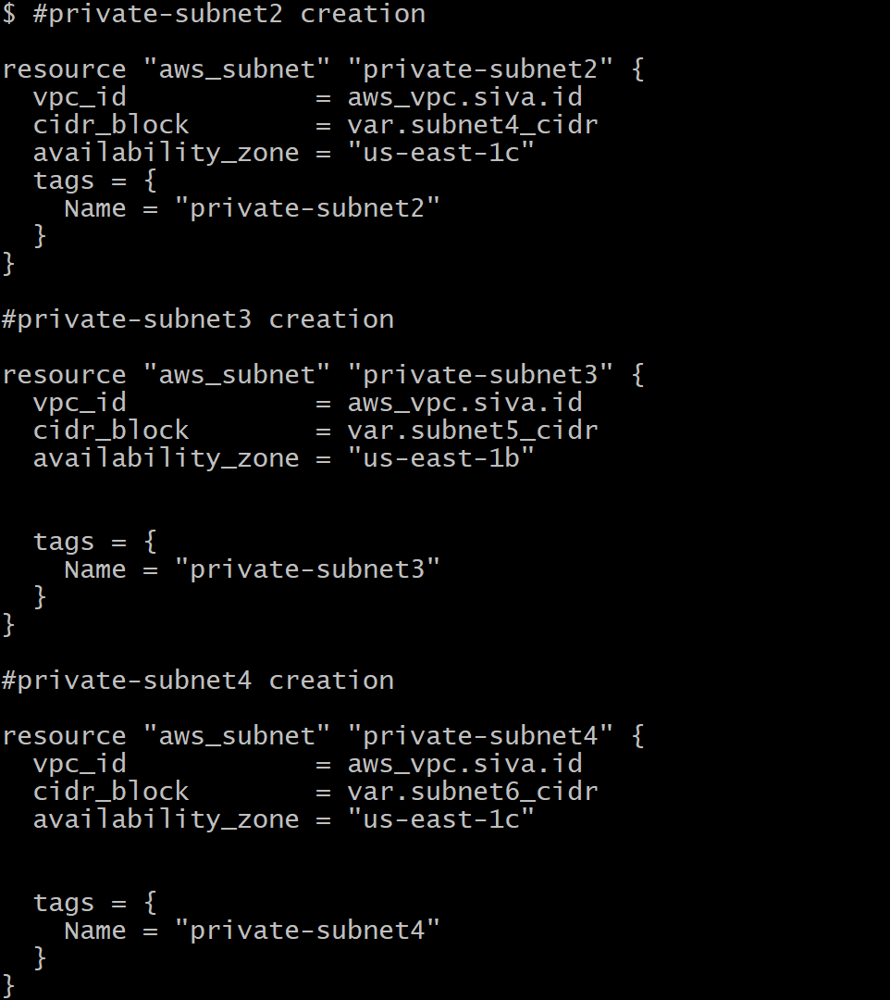 $ #private-subnet2 creation

resource "aws_subnet" "private-subnet2" {
  vpc_id            = aws_vpc.siva.id
  cidr_block        = var.subnet4_cidr
  availability_zone = "us-east-1c"
  tags = {
    Name = "private-subnet2"
  }
}

#private-subnet3 creation

resource "aws_subnet" "private-subnet3" {
  vpc_id            = aws_vpc.siva.id
  cidr_block        = var.subnet5_cidr
  availability_zone = "us-east-1b"


  tags = {
    Name = "private-subnet3"
  }
}

#private-subnet4 creation

resource "aws_subnet" "private-subnet4" {
  vpc_id            = aws_vpc.siva.id
  cidr_block        = var.subnet6_cidr
  availability_zone = "us-east-1c"


  tags = {
    Name = "private-subnet4"
  }
}